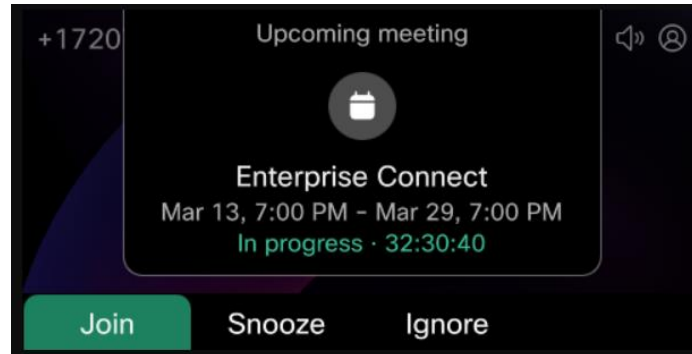 +1720
Upcoming meeting
Enterprise Connect
Mar 13, 7:00 PM – Mar 29, 7:00 PM
In progress · 32:30:40
Join Snooze Ignore